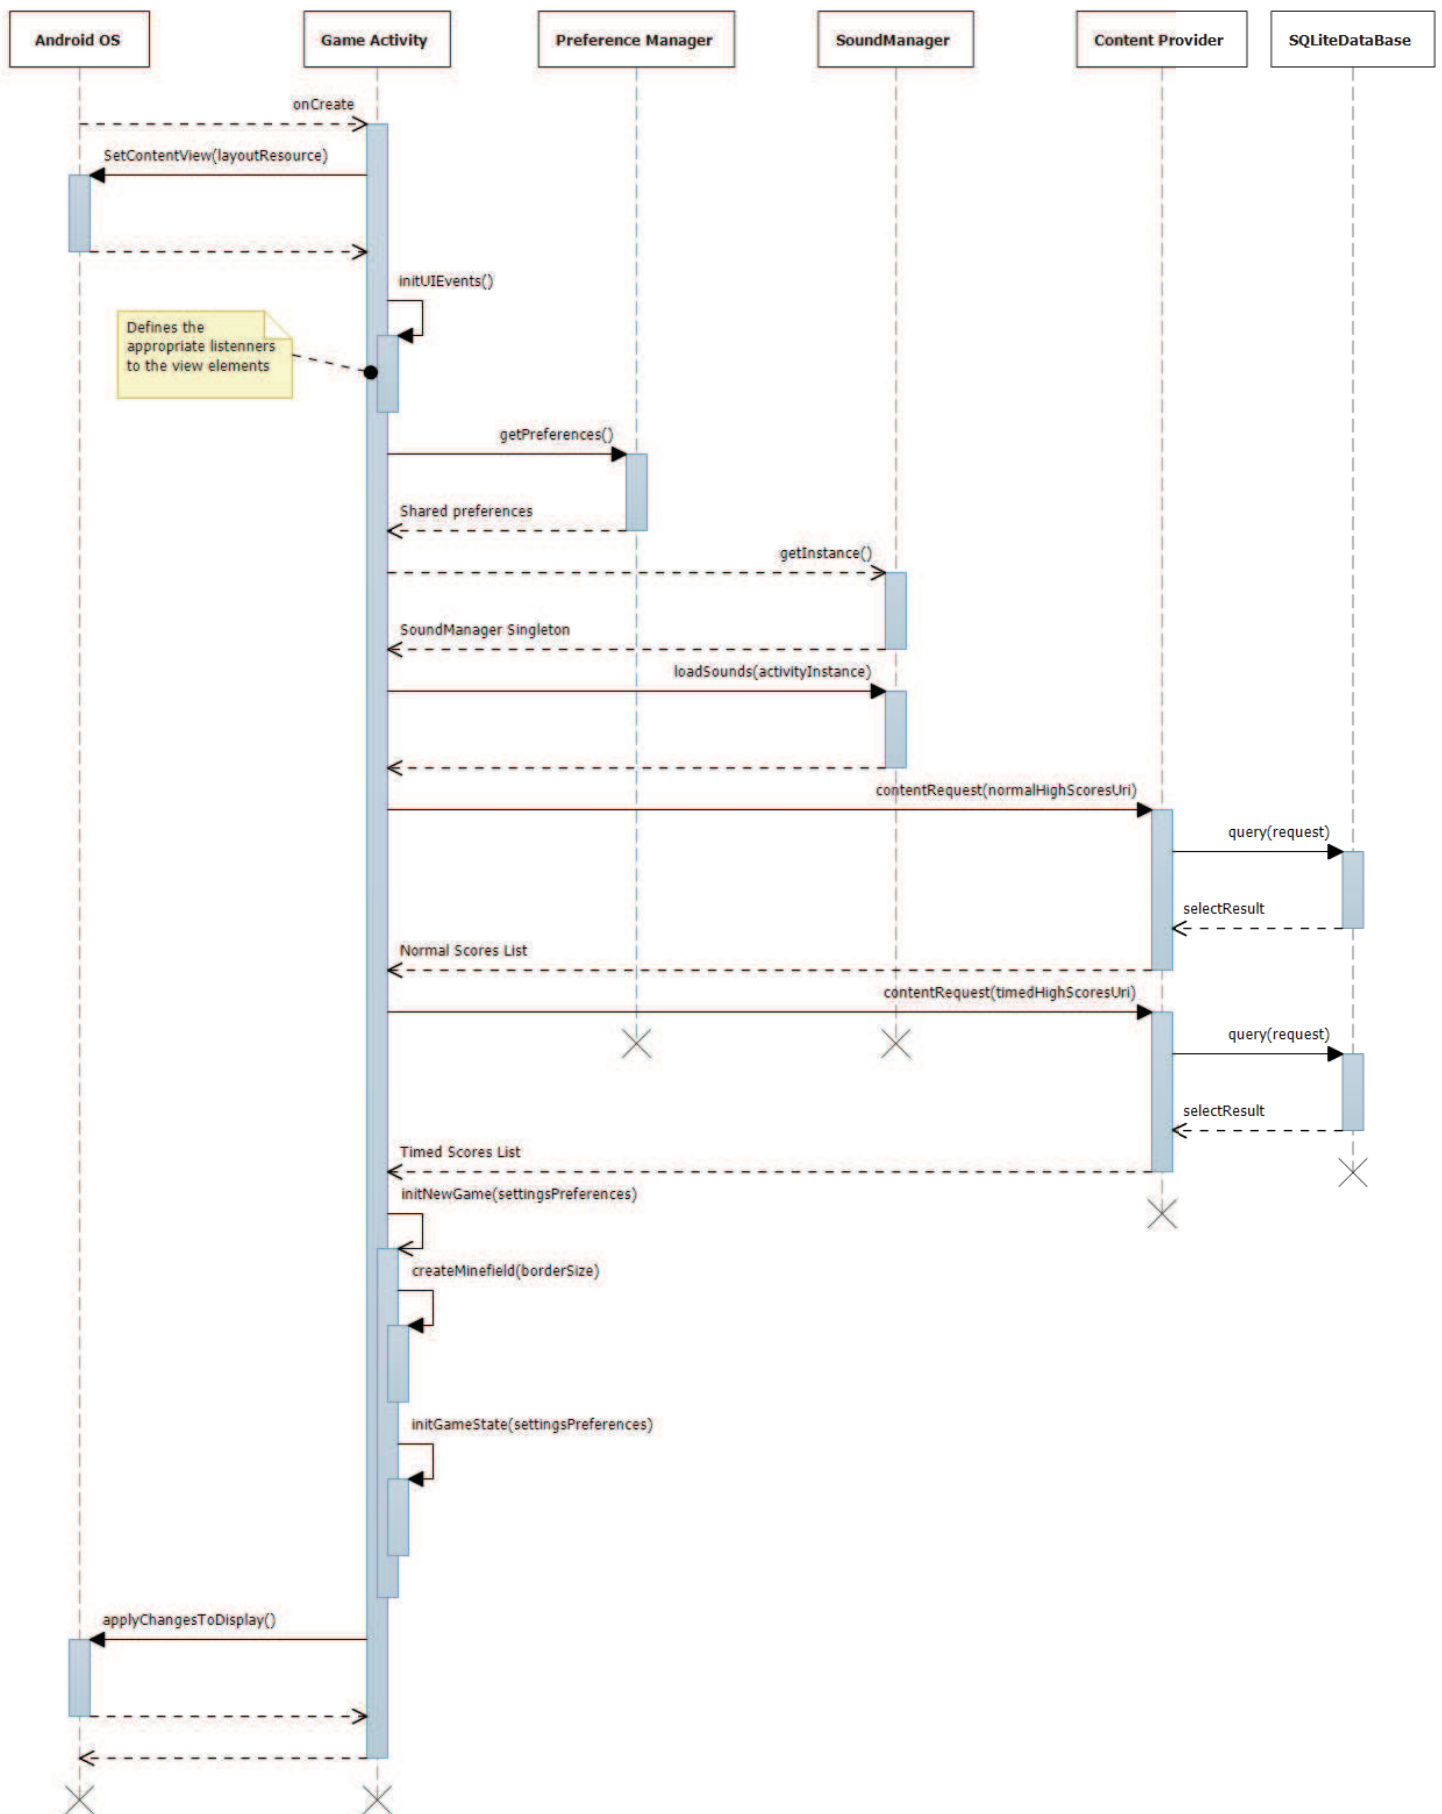 Android OS
Game Activity
Preference Manager
SoundManager
Content Provider
SQLiteDataBase
onCreate
SetContentView(layoutResource)
initUIEvents()
Defines the
appropriate listenners
to the view elements
getPreferences()
Shared preferences
getInstance()
SoundManager Singleton
loadSounds(activityInstance)
contentRequest(normalHighScoresUri)
query(request)
selectResult
Normal Scores List
contentRequest(timedHighScoresUri)
query(request)
selectResult
Timed Scores List
initNewGame(settingsPreferences)
createMinefield(borderSize)
initGameState(settingsPreferences)
applyChangesToDisplay()